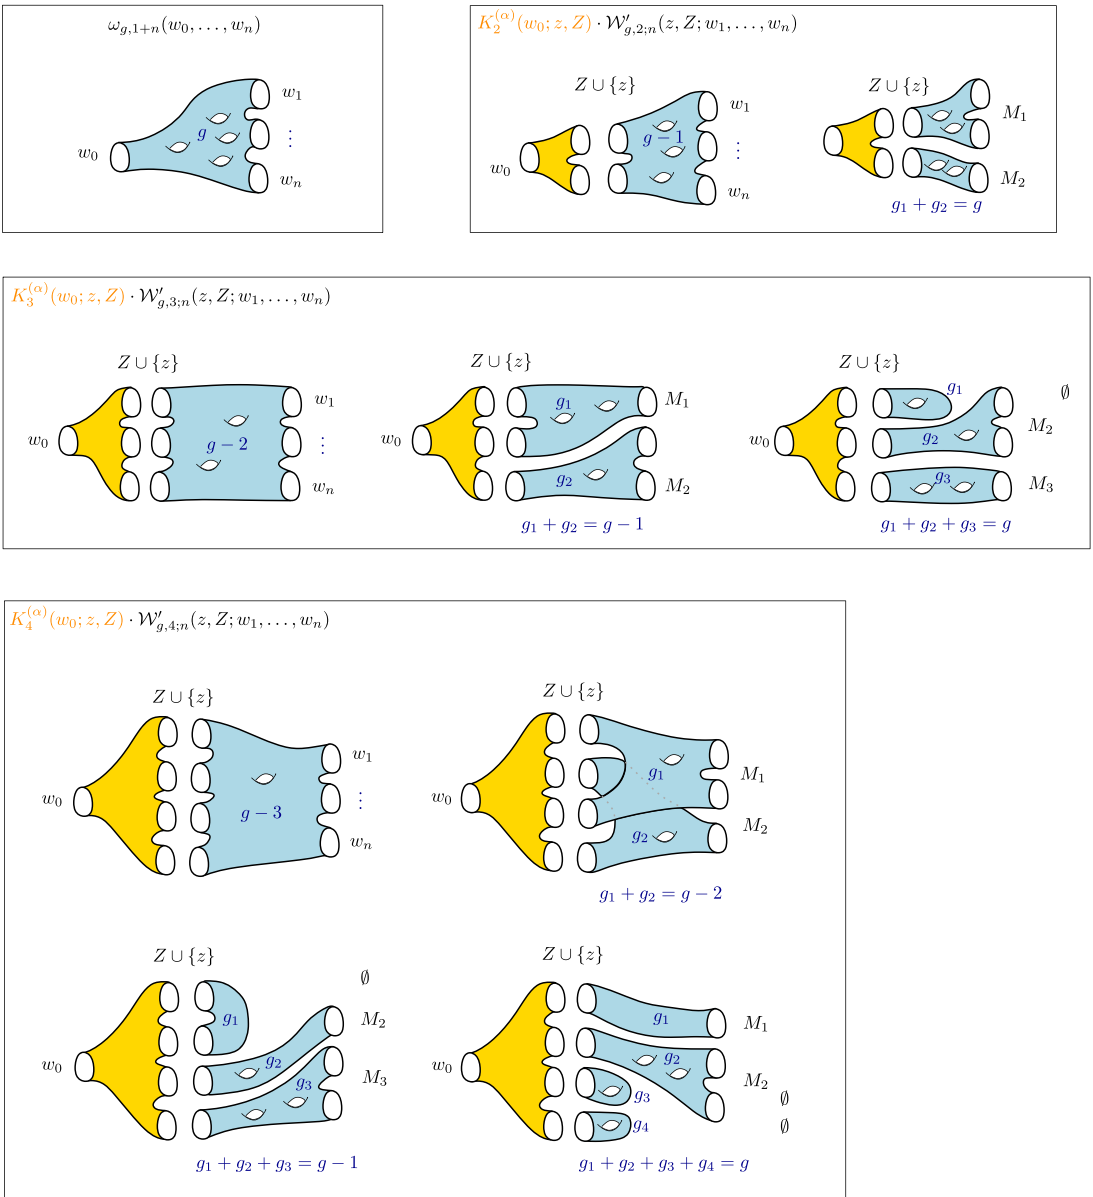 ω_{g,1+n}(w_0, …, w_n)
w_0
g
w_1
⋮
w_n
K_2^{(α)}(w_0; z, Z) · 𝒲′_{g,2;n}(z, Z; w_1, …, w_n)
Z ∪ {z}
w_0
g − 1
w_1
⋮
w_n
Z ∪ {z}
M_1
M_2
g_1 + g_2 = g
K_3^{(α)}(w_0; z, Z) · 𝒲′_{g,3;n}(z, Z; w_1, …, w_n)
Z ∪ {z}
w_0
g − 2
w_1
⋮
w_n
Z ∪ {z}
w_0
g_1
M_1
g_2
M_2
g_1 + g_2 = g − 1
Z ∪ {z}
w_0
g_1
∅
g_2
M_2
g_3
M_3
g_1 + g_2 + g_3 = g
K_4^{(α)}(w_0; z, Z) · 𝒲′_{g,4;n}(z, Z; w_1, …, w_n)
Z ∪ {z}
w_0
g − 3
w_1
⋮
w_n
Z ∪ {z}
w_0
g_1
M_1
g_2
M_2
g_1 + g_2 = g − 2
Z ∪ {z}
w_0
∅
g_1
M_2
g_2
g_3
M_3
g_1 + g_2 + g_3 = g − 1
Z ∪ {z}
w_0
g_1
M_1
g_2
M_2
g_3
∅
g_4
∅
g_1 + g_2 + g_3 + g_4 = g